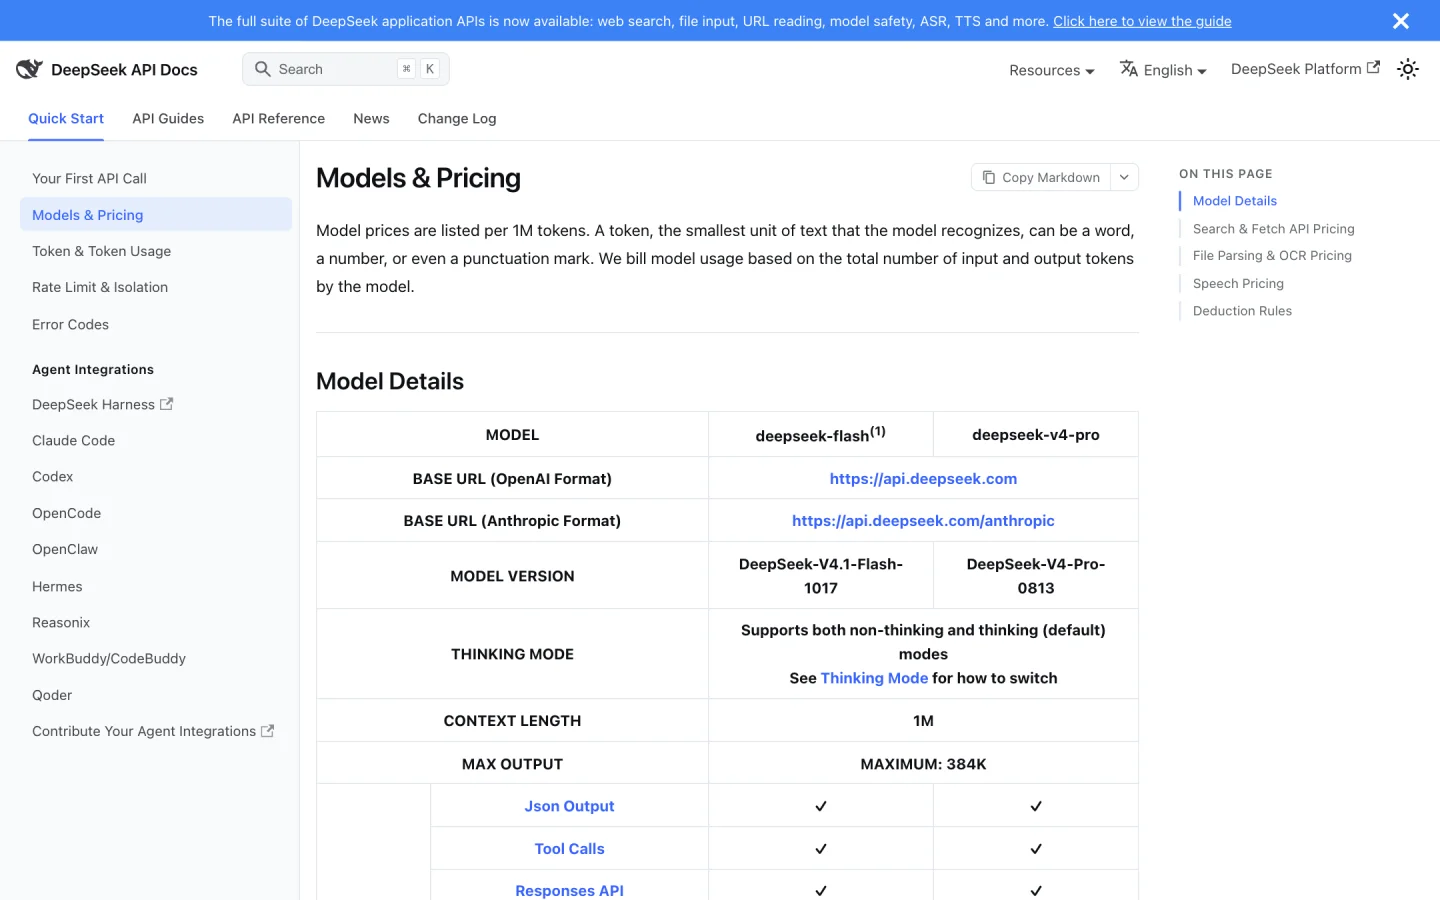 The full suite of DeepSeek application APIs is now available: web search, file input, URL reading, model safety, ASR, TTS and more. Click here to view the guide
DeepSeek API Docs
Search
⌘ K
Resources
English
DeepSeek Platform
Quick Start
API Guides
API Reference
News
Change Log
Your First API Call
Models & Pricing
Token & Token Usage
Rate Limit & Isolation
Error Codes
Agent Integrations
DeepSeek Harness
Claude Code
Codex
OpenCode
OpenClaw
Hermes
Reasonix
WorkBuddy/CodeBuddy
Qoder
Contribute Your Agent Integrations
Models & Pricing
Copy Markdown
Model prices are listed per 1M tokens. A token, the smallest unit of text that the model recognizes, can be a word,
a number, or even a punctuation mark. We bill model usage based on the total number of input and output tokens
by the model.
Model Details
MODEL deepseek-flash(1) deepseek-v4-pro
BASE URL (OpenAI Format) https://api.deepseek.com
BASE URL (Anthropic Format) https://api.deepseek.com/anthropic
MODEL VERSION
DeepSeek-V4.1-Flash-
1017
DeepSeek-V4-Pro-
0813
THINKING MODE
Supports both non-thinking and thinking (default)
modes
See Thinking Mode for how to switch
CONTEXT LENGTH 1M
MAX OUTPUT MAXIMUM: 384K
Json Output ✓ ✓
Tool Calls ✓ ✓
Responses API ✓ ✓
ON THIS PAGE
Model Details
Search & Fetch API Pricing
File Parsing & OCR Pricing
Speech Pricing
Deduction Rules